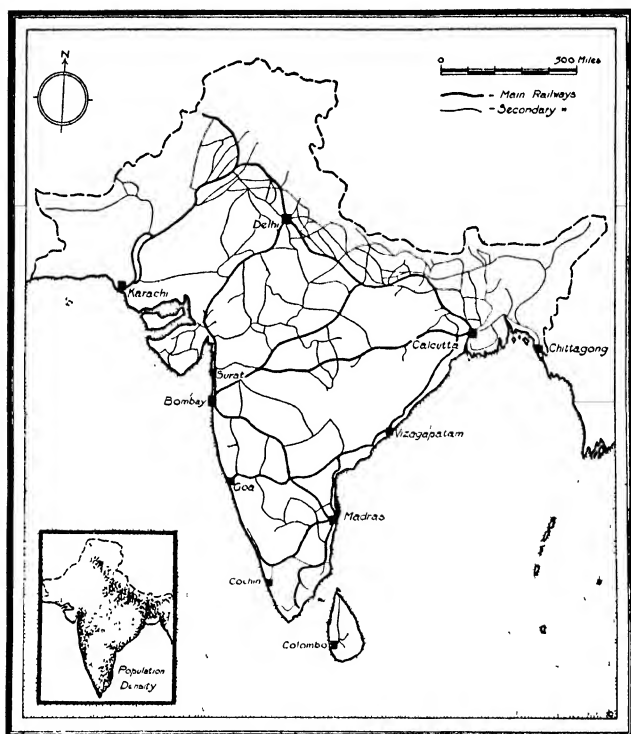 N
0 500 Miles
- Main Railways
- Secondary "
Delhi
Karachi
Calcutta
Chittagong
Surat
Bombay
Vizagapatam
Goa
Madras
Cochin
Colombo
Population
Density